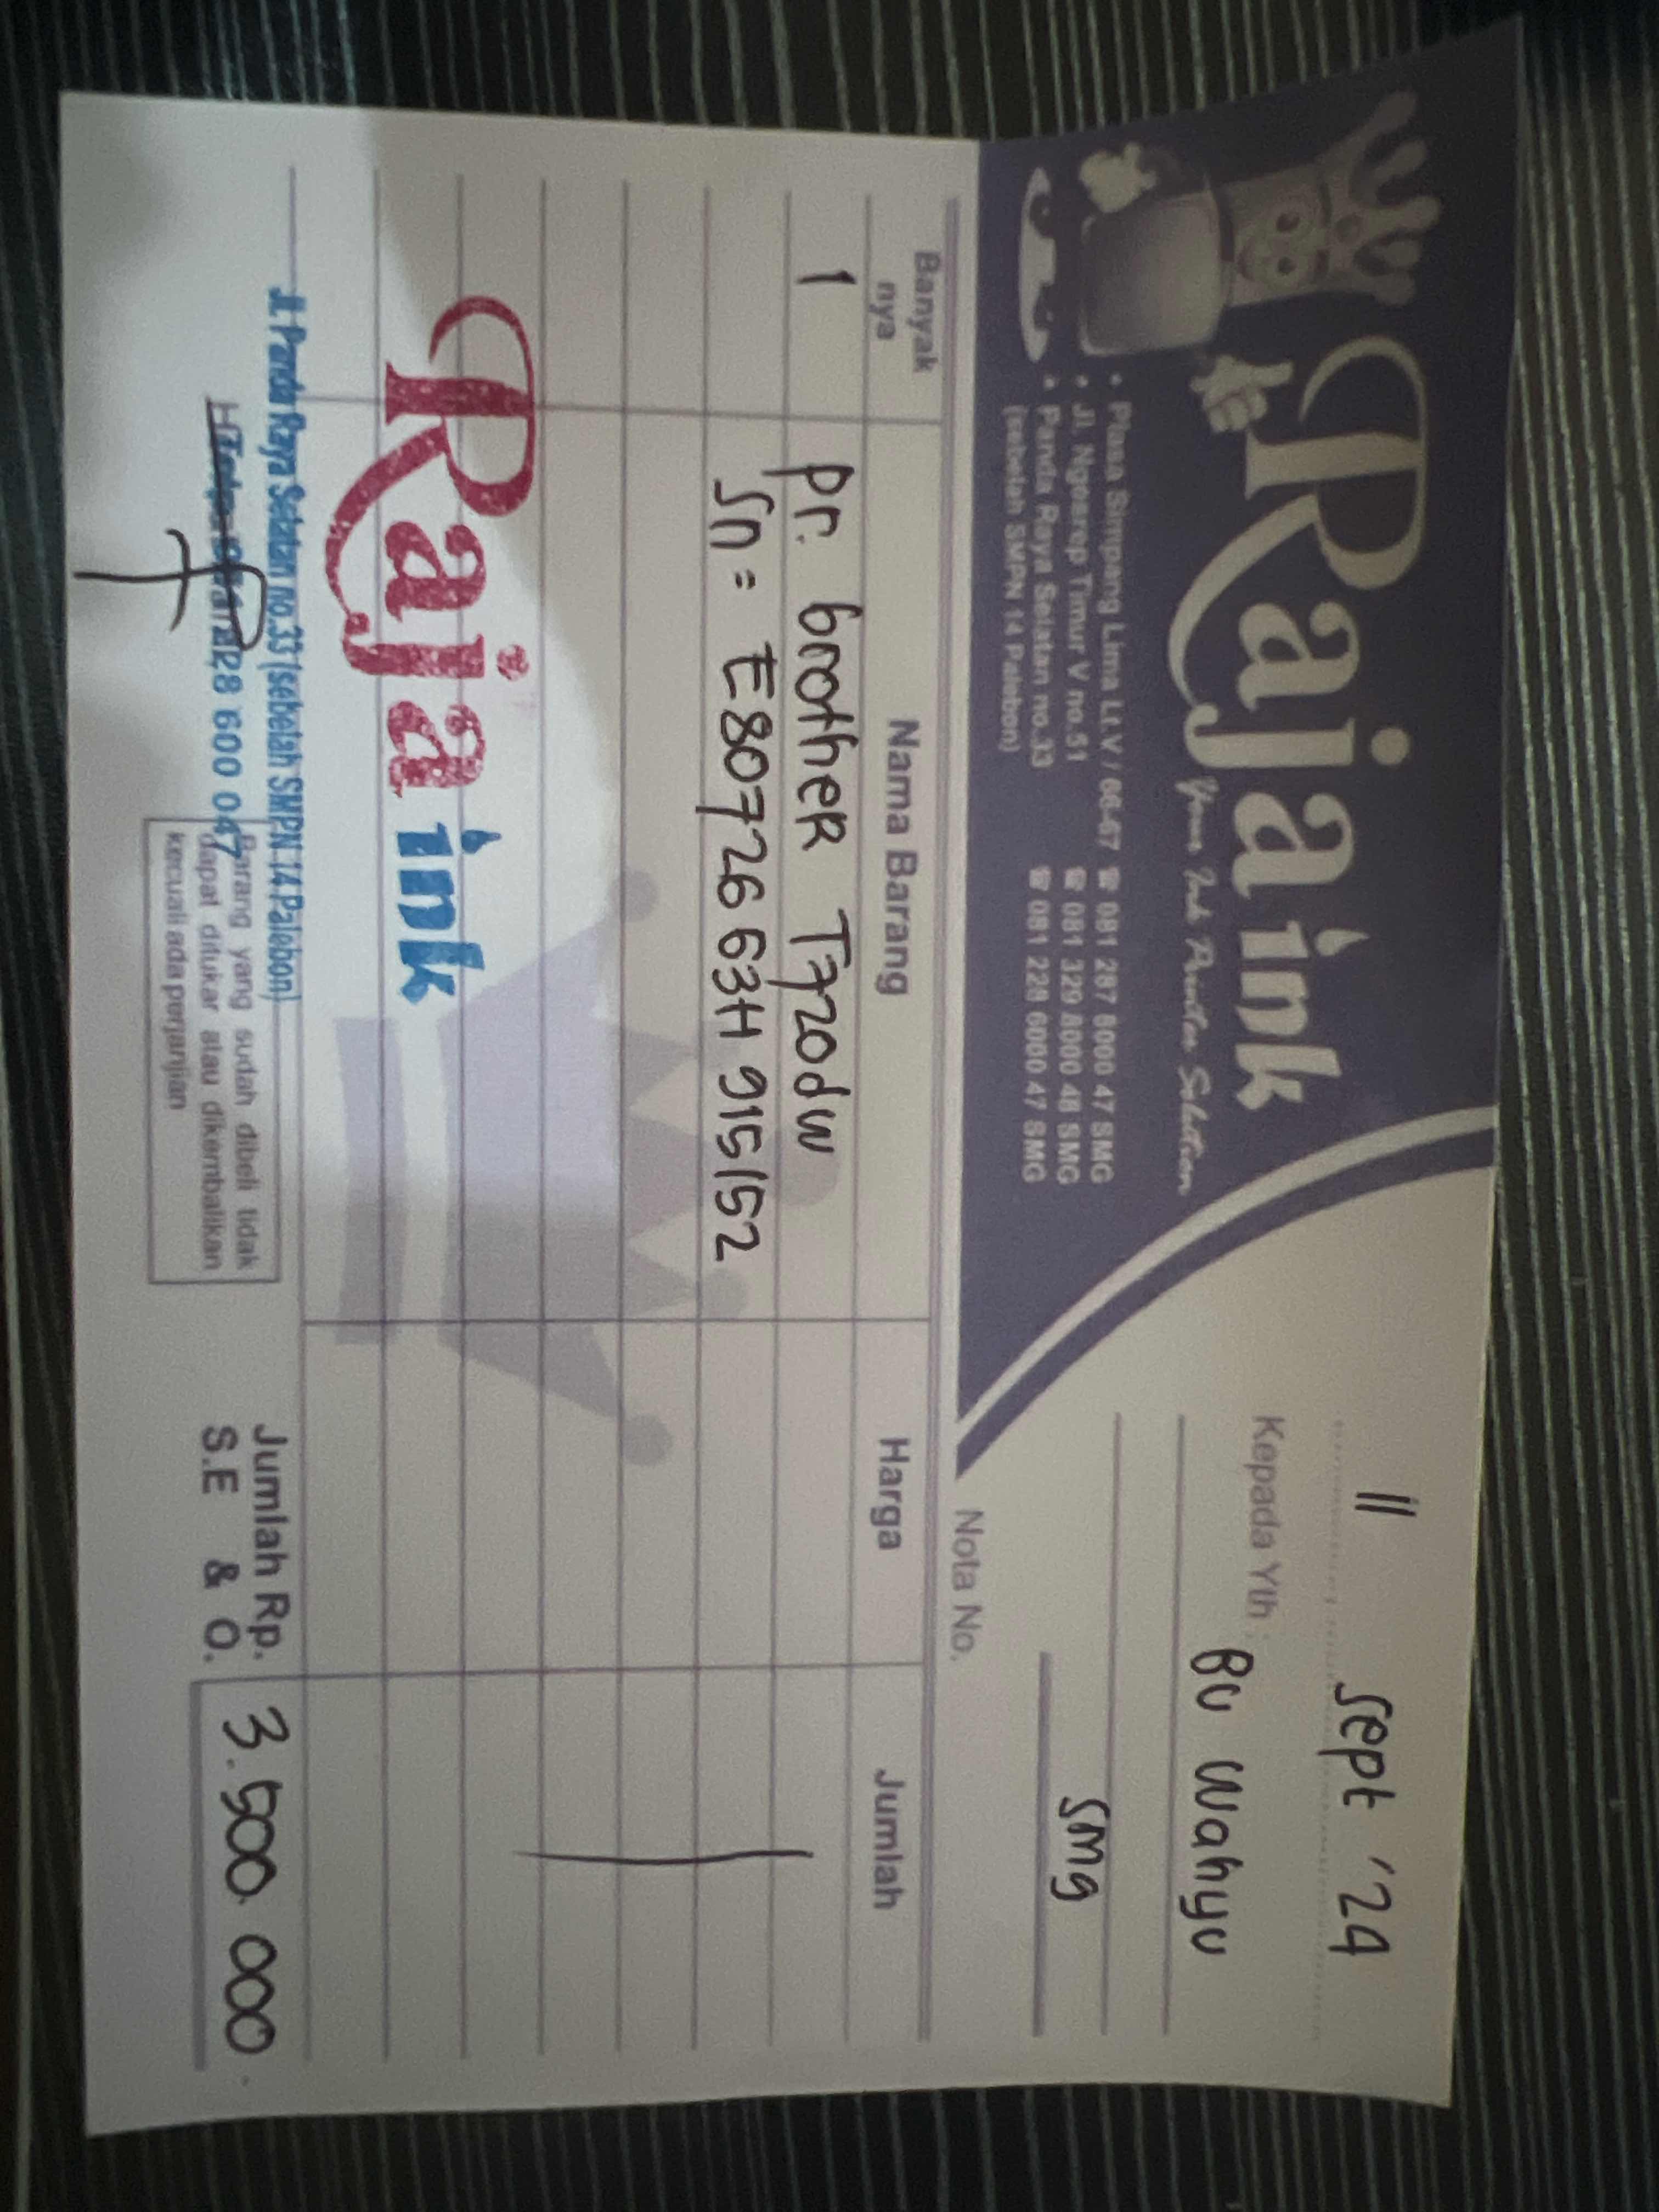 Raja ink
Your Ink Printer Solution
• Plasa Simpang Lima Lt.V / 66-67 ☎ 081 287 6000 47 SMG
• Jl. Ngesrep Timur V no.51 ☎ 081 329 8000 48 SMG
• Panda Raya Selatan no.33 ☎ 081 228 6000 47 SMG
(sebelah SMPN 14 Palebon)
11 Sept '24
Kepada Yth :
Bu Wahyu
Smg
Nota No.
Banyak nya Nama Barang Harga Jumlah
1 Pr. brother T720dw
Sn = E80726 63H 915152
Raja ink
Jl. Panda Raya Selatan no.33 (sebelah SMPN 14 Palebon)
28 600 047
Barang yang sudah dibeli tidak
dapat ditukar atau dikembalikan
kecuali ada perjanjian
Jumlah Rp. 3.500.000
S.E & O.